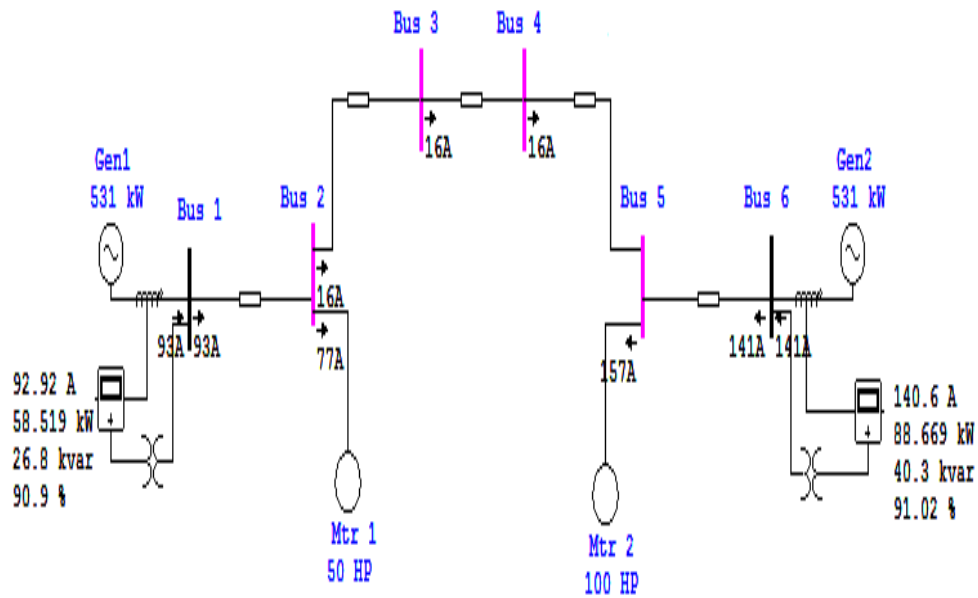 Bus 3
Bus 4
16A
16A
Gen1
531 kW
Bus 1
Bus 2
Bus 5
Bus 6
Gen2
531 kW
16A
93A
93A
77A
157A
141A
141A
92.92 A
58.519 kW
26.8 kvar
90.9 %
140.6 A
88.669 kW
40.3 kvar
91.02 %
Mtr 1
50 HP
Mtr 2
100 HP